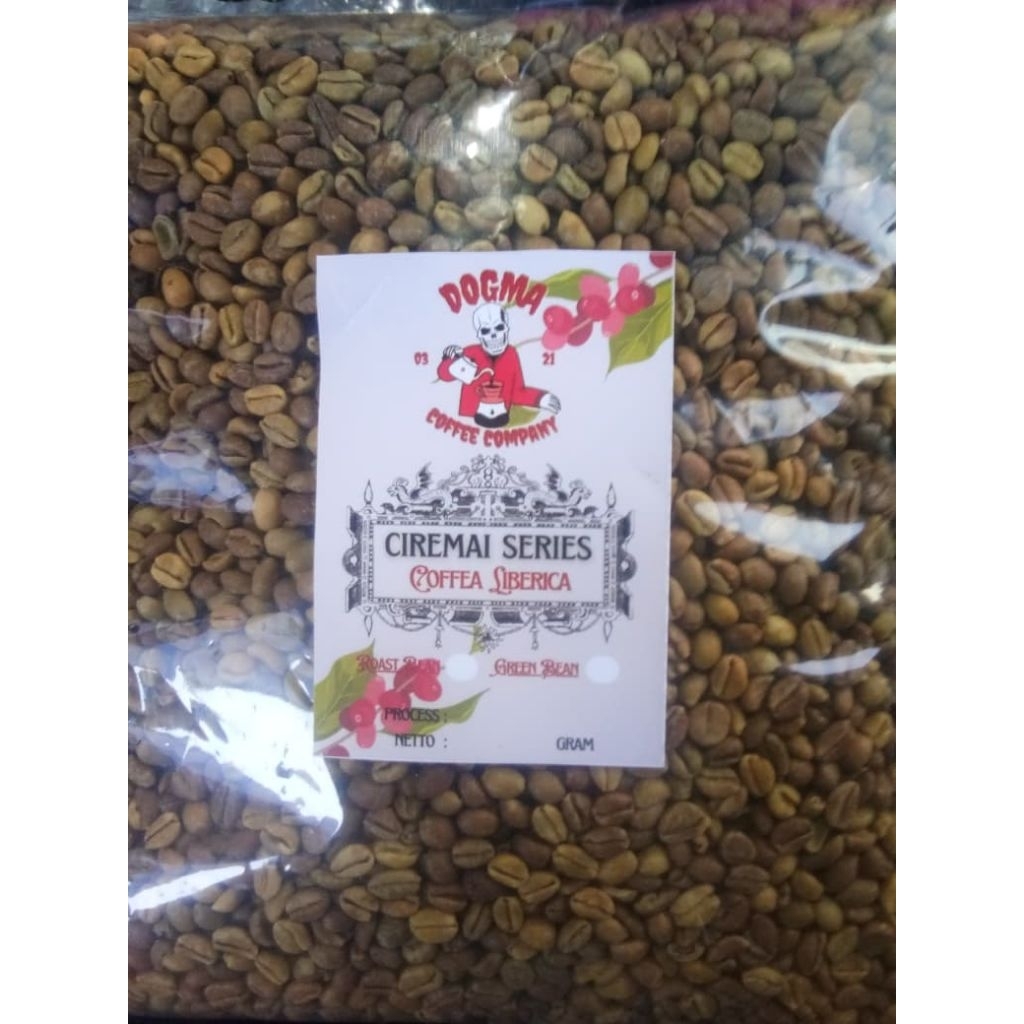 DOGMA
03 21
COFFEE COMPANY
CIREMAI SERIES
COFFEA LIBERICA
ROAST BEAN GREEN BEAN
PROCESS :
NETTO : GRAM